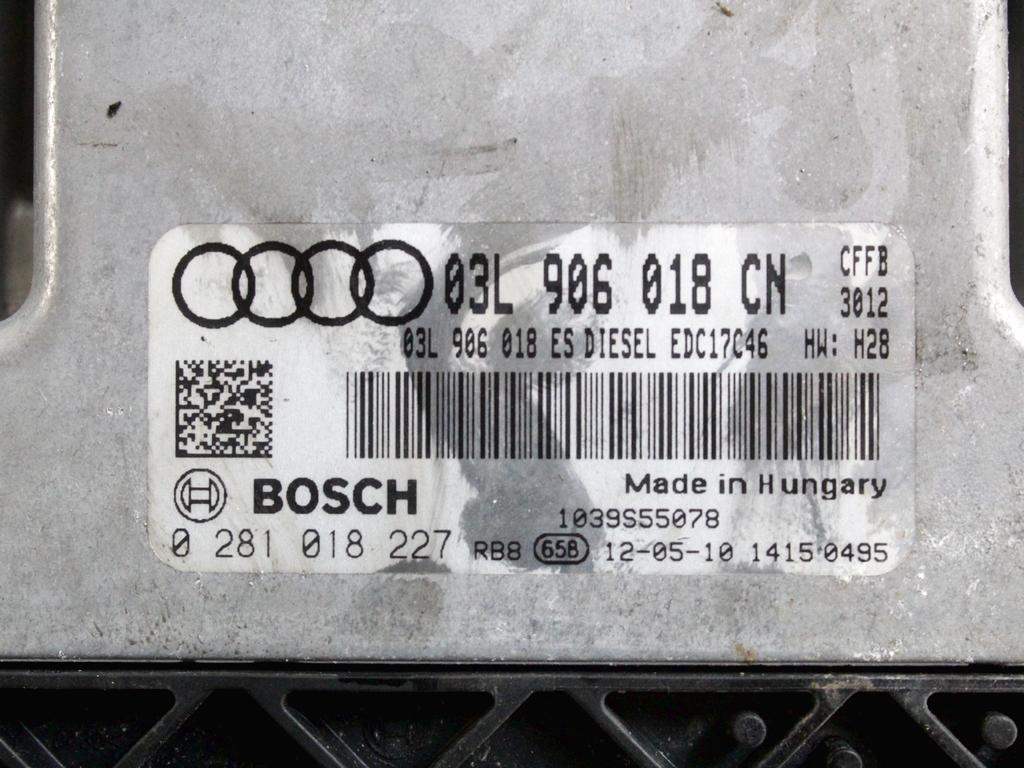 03L 906 018 CN CFFB
3012
03L 906 018 ES DIESEL EDC17C46 HW: H28
BOSCH
Made in Hungary
1039S55078
0 281 018 227 RB8 65B 12-05-10 1415 0495